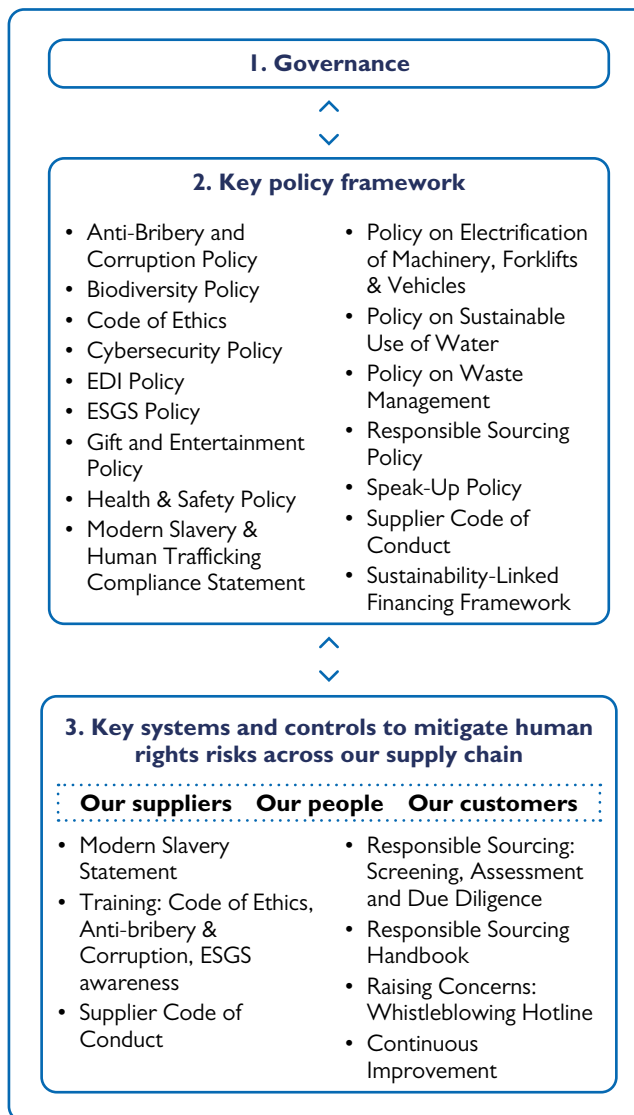 1. Governance
2. Key policy framework
• Anti-Bribery and
Corruption Policy
• Biodiversity Policy
• Code of Ethics
• Cybersecurity Policy
• EDI Policy
• ESGS Policy
• Gift and Entertainment
Policy
• Health & Safety Policy
• Modern Slavery &
Human Trafficking
Compliance Statement
• Policy on Electrification
of Machinery, Forklifts
& Vehicles
• Policy on Sustainable
Use of Water
• Policy on Waste
Management
• Responsible Sourcing
Policy
• Speak-Up Policy
• Supplier Code of
Conduct
• Sustainability-Linked
Financing Framework
3. Key systems and controls to mitigate human
rights risks across our supply chain
Our suppliers Our people Our customers
• Modern Slavery
Statement
• Training: Code of Ethics,
Anti-bribery &
Corruption, ESGS
awareness
• Supplier Code of
Conduct
• Responsible Sourcing:
Screening, Assessment
and Due Diligence
• Responsible Sourcing
Handbook
• Raising Concerns:
Whistleblowing Hotline
• Continuous
Improvement